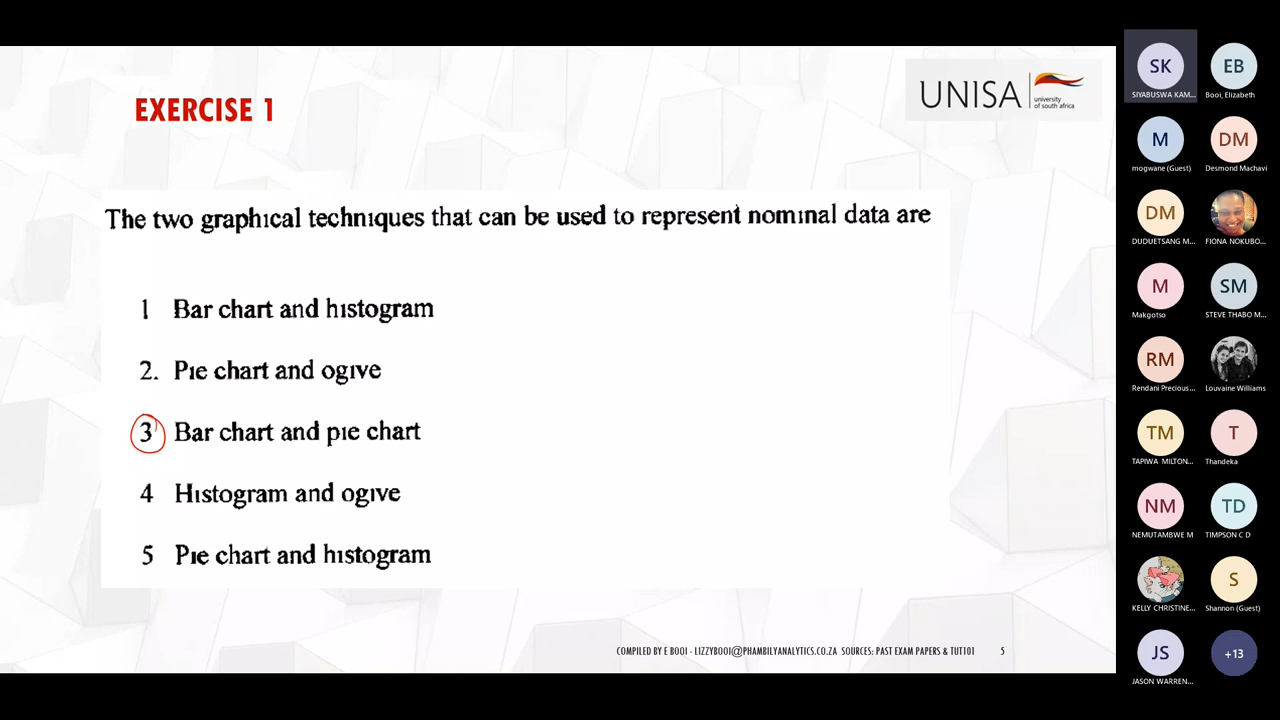 EXERCISE 1
UNISA
university
of south africa
The two graphical techniques that can be used to represent nominal data are
1 Bar chart and histogram
2. Pie chart and ogive
3 Bar chart and pie chart
4 Histogram and ogive
5 Pie chart and histogram
COMPILED BY E BOOI - LIZZYBOOI@PHAMBILYANALYTICS.CO.ZA SOURCES: PAST EXAM PAPERS & TUT101 5
SK EB
SIYABUSWA KAM... Booi, Elizabeth
M DM
mogwane (Guest) Desmond Machavi
DM
DUDUETSANG M... FIONA NOKUBO...
M SM
Makgotso STEVE THABO M...
RM
Rendani Precious... Louvaine Williams
TM T
TAPIWA MILTON... Thandeka
NM TD
NEMUTAMBWE M TIMPSON C D
S
KELLY CHRISTINE... Shannon (Guest)
JS +13
JASON WARREN...